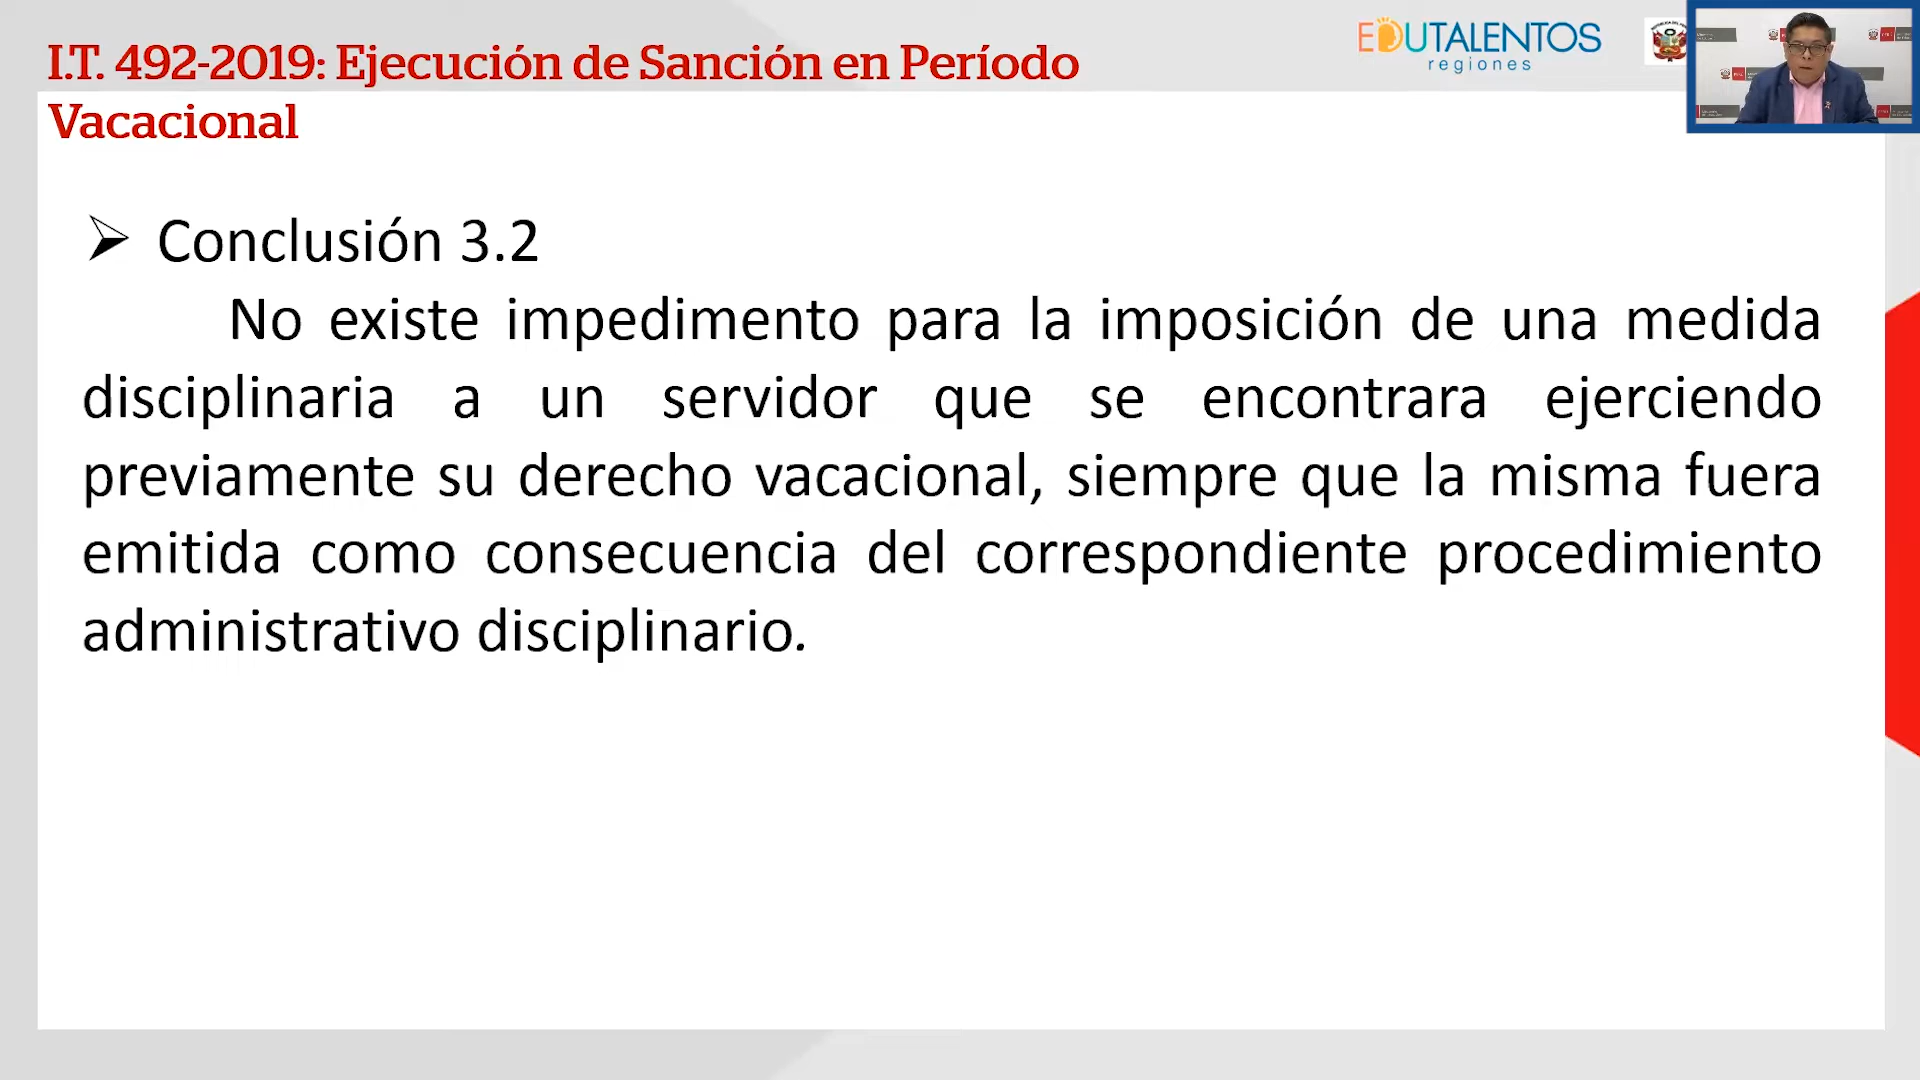 I.T. 492-2019: Ejecución de Sanción en Período
Vacacional
EDUTALENTOS
regiones
➢ Conclusión 3.2
No existe impedimento para la imposición de una medida
disciplinaria a un servidor que se encontrara ejerciendo
previamente su derecho vacacional, siempre que la misma fuera
emitida como consecuencia del correspondiente procedimiento
administrativo disciplinario.